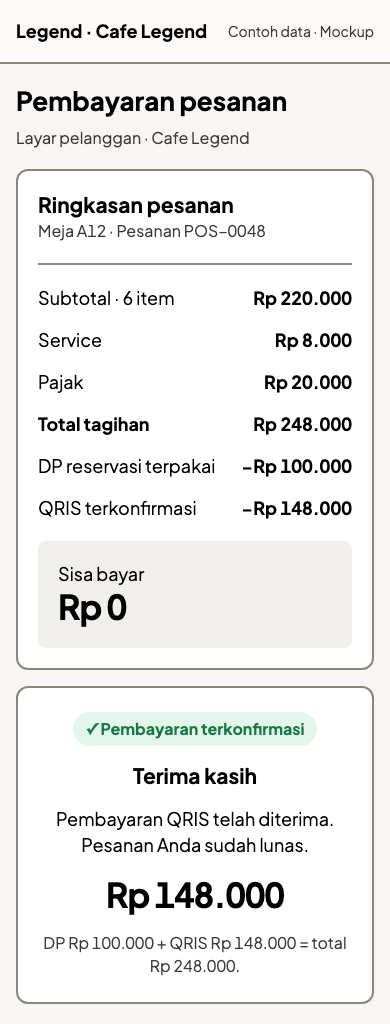 Legend · Cafe Legend Contoh data · Mockup
Pembayaran pesanan
Layar pelanggan · Cafe Legend
Ringkasan pesanan
Meja A12 · Pesanan POS–0048
Subtotal · 6 item Rp 220.000
Service Rp 8.000
Pajak Rp 20.000
Total tagihan Rp 248.000
DP reservasi terpakai –Rp 100.000
QRIS terkonfirmasi –Rp 148.000
Sisa bayar
Rp 0
✓Pembayaran terkonfirmasi
Terima kasih
Pembayaran QRIS telah diterima.
Pesanan Anda sudah lunas.
Rp 148.000
DP Rp 100.000 + QRIS Rp 148.000 = total
Rp 248.000.